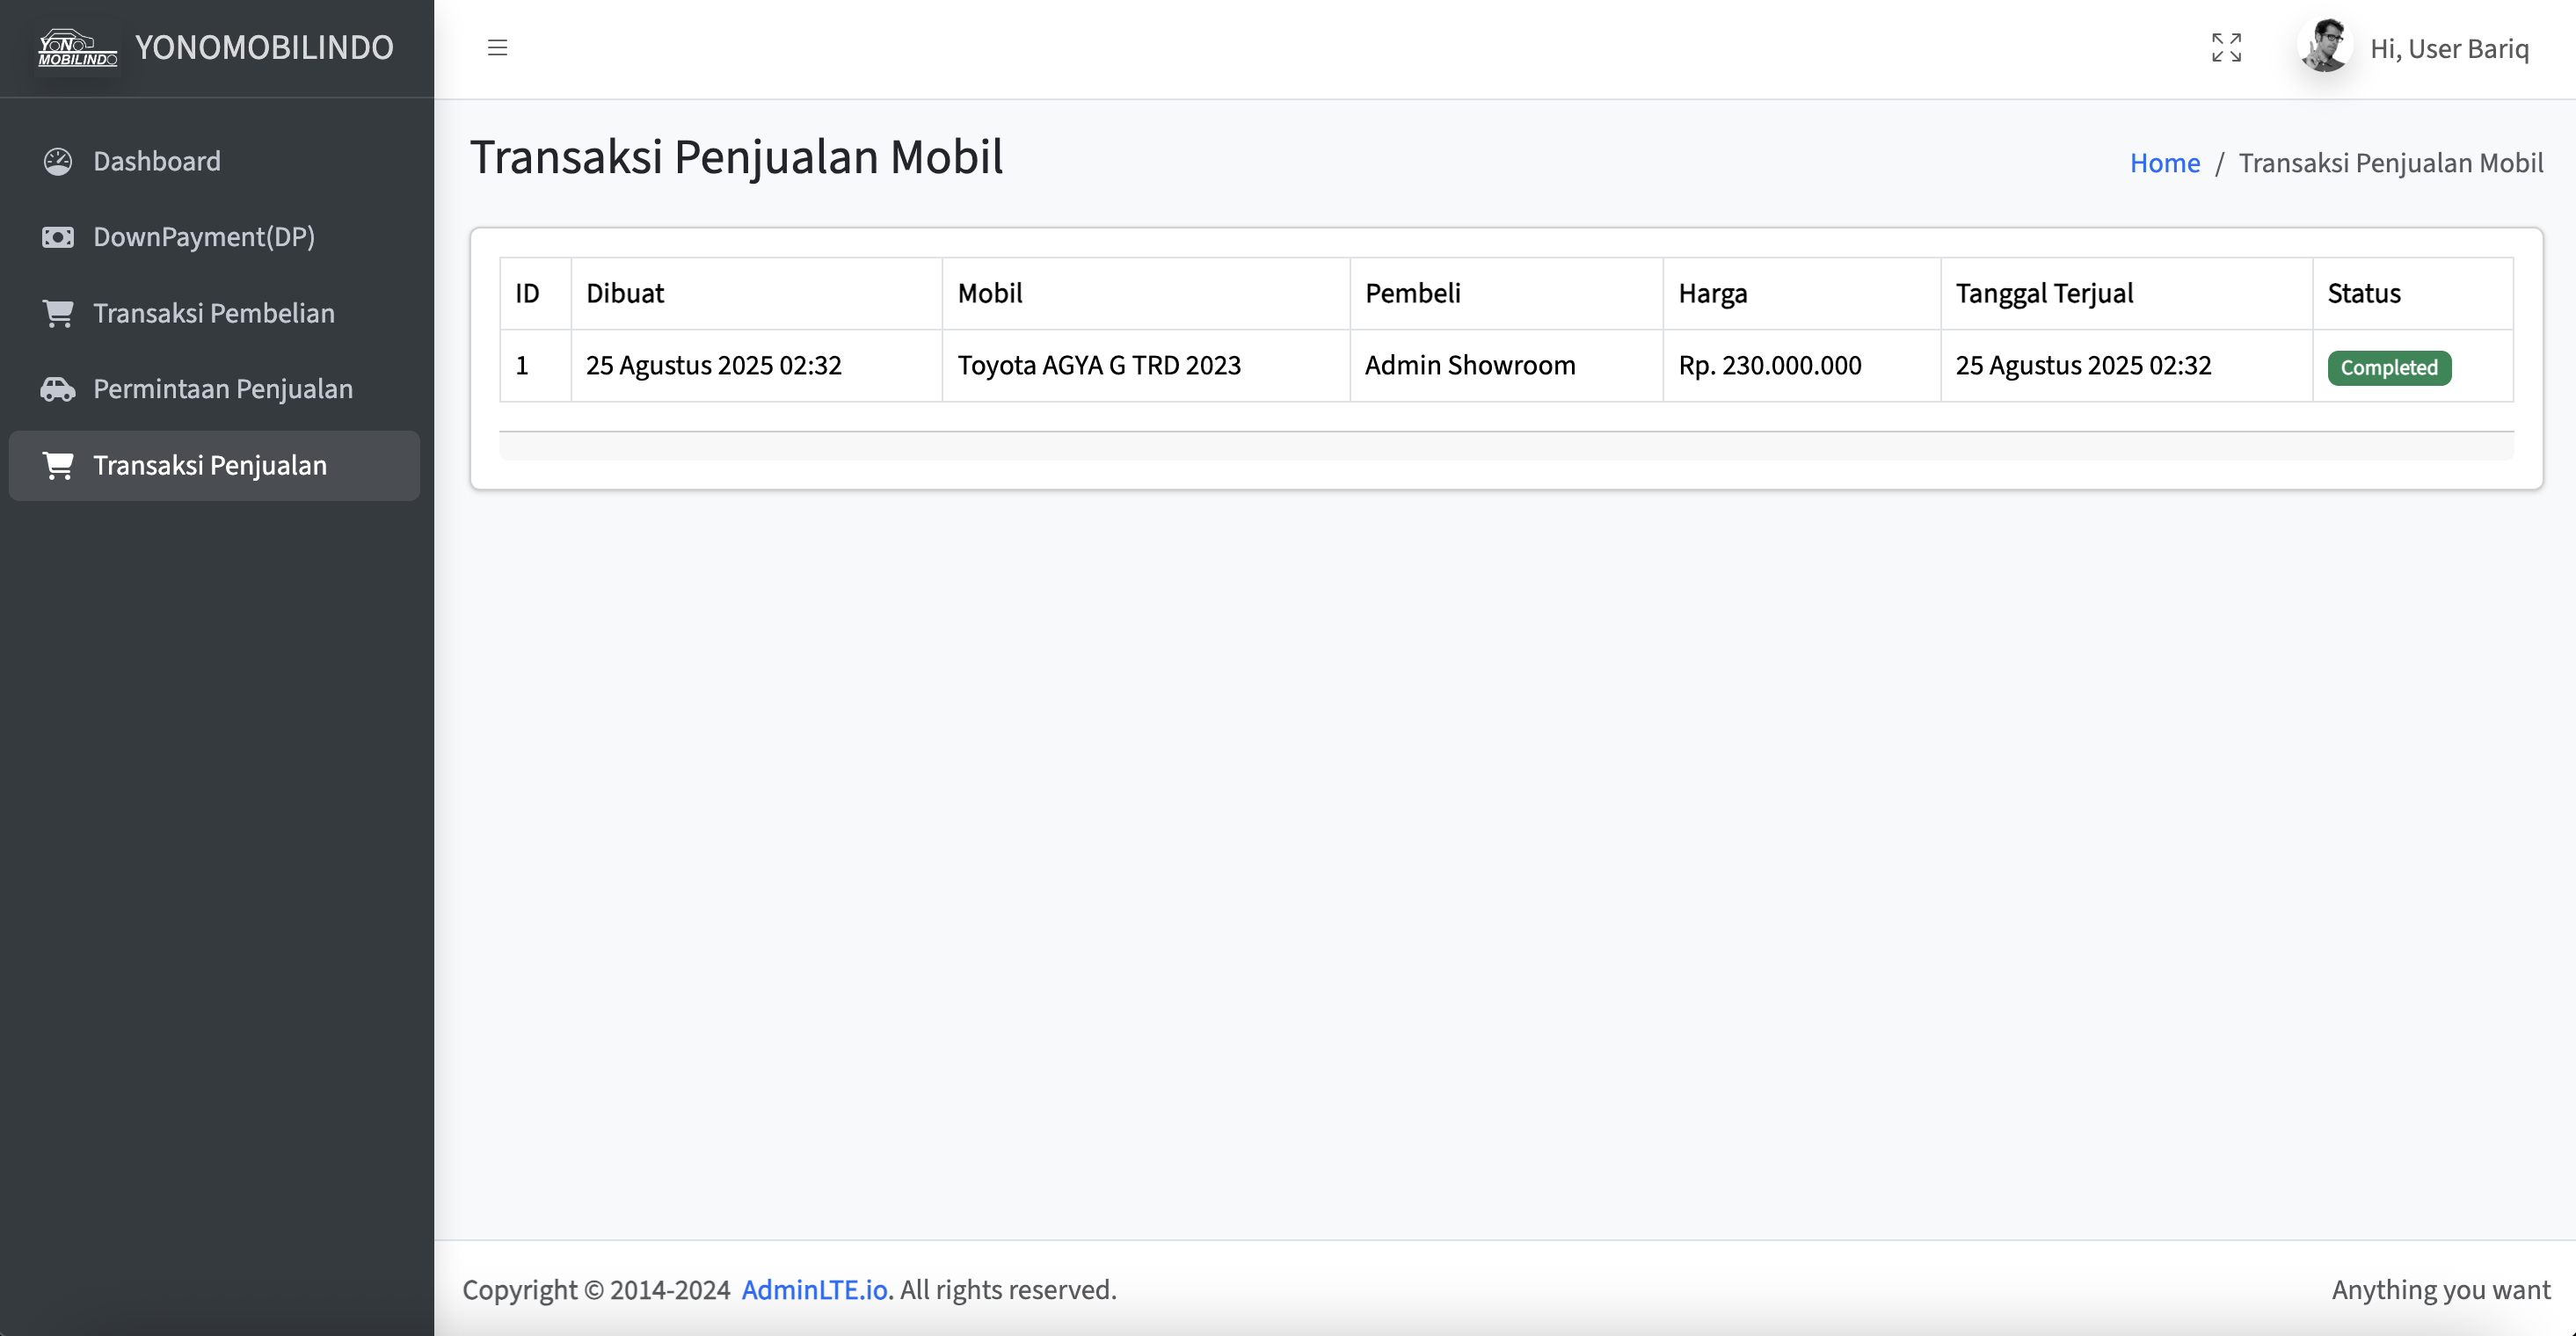 YONO MOBILINDO YONOMOBILINDO
Hi, User Bariq
Dashboard
DownPayment(DP)
Transaksi Pembelian
Permintaan Penjualan
Transaksi Penjualan
Transaksi Penjualan Mobil
Home / Transaksi Penjualan Mobil
ID Dibuat Mobil Pembeli Harga Tanggal Terjual Status
1 25 Agustus 2025 02:32 Toyota AGYA G TRD 2023 Admin Showroom Rp. 230.000.000 25 Agustus 2025 02:32 Completed
Copyright © 2014-2024 AdminLTE.io. All rights reserved.
Anything you want